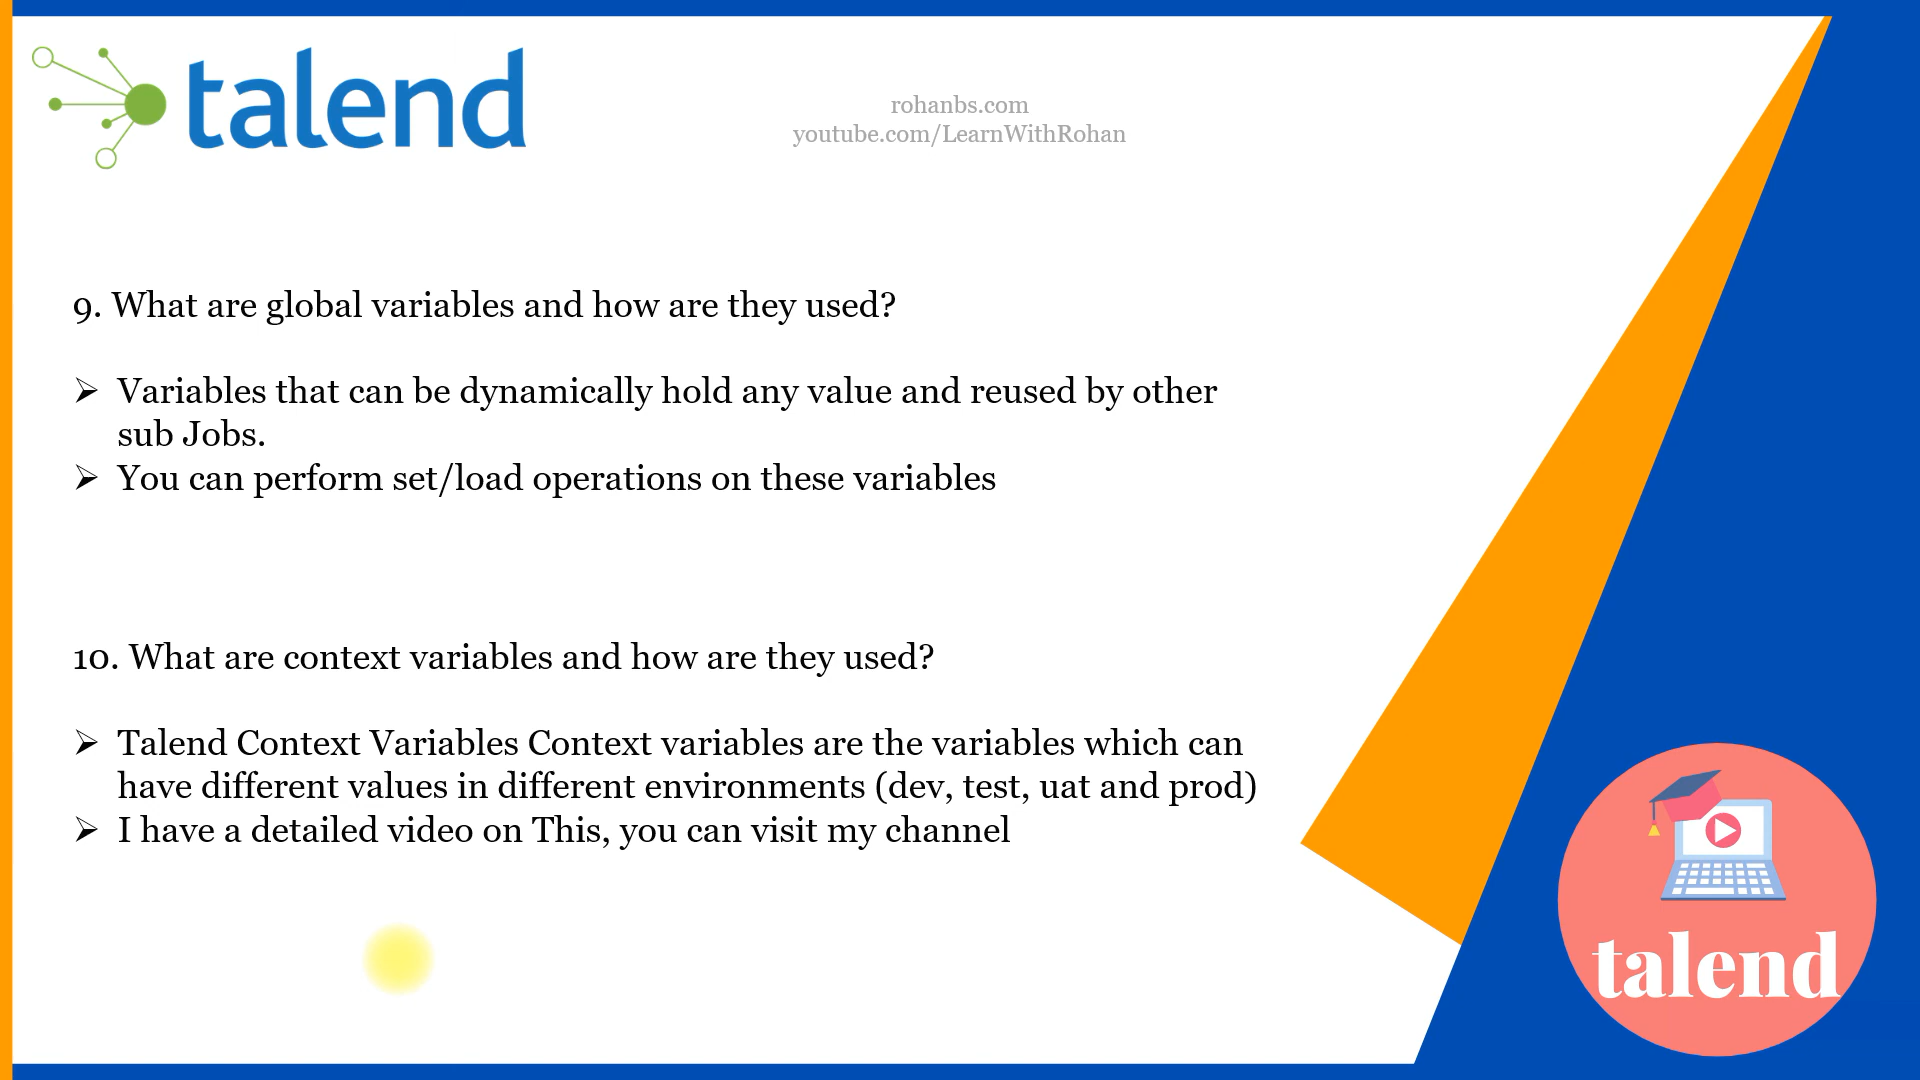 talend
rohanbs.com
youtube.com/LearnWithRohan
9. What are global variables and how are they used?
➢ Variables that can be dynamically hold any value and reused by other
sub Jobs.
➢ You can perform set/load operations on these variables
10. What are context variables and how are they used?
➢ Talend Context Variables Context variables are the variables which can
have different values in different environments (dev, test, uat and prod)
➢ I have a detailed video on This, you can visit my channel
talend